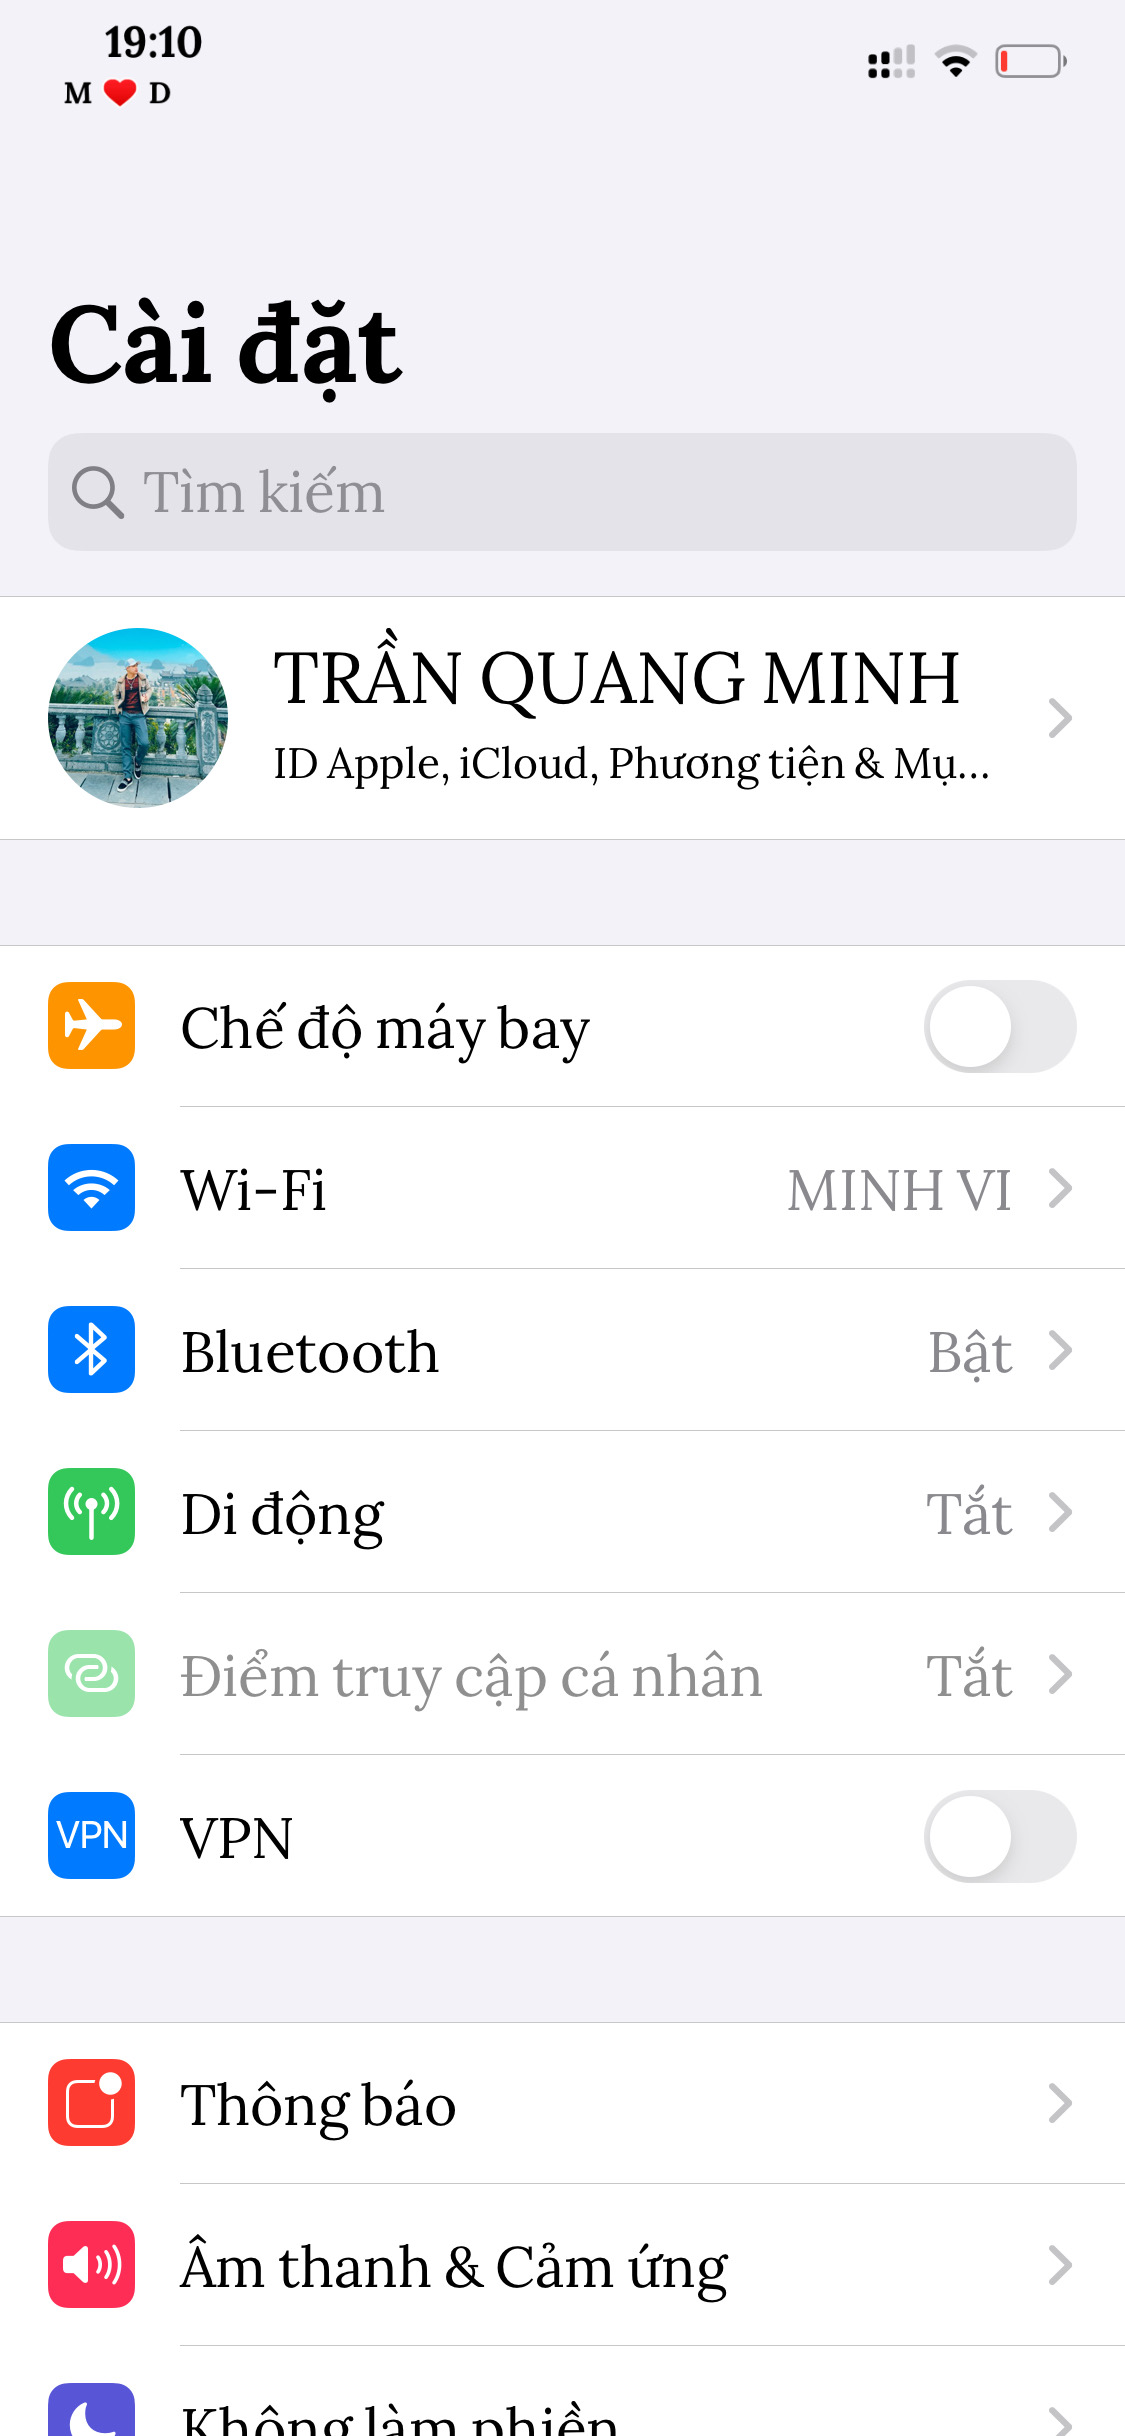 19:10
M ❤️ D
Cài đặt
Tìm kiếm
TRẦN QUANG MINH
ID Apple, iCloud, Phương tiện & Mụ...
Chế độ máy bay
Wi-Fi MINH VI
Bluetooth Bật
Di động Tắt
Điểm truy cập cá nhân Tắt
VPN VPN
Thông báo
Âm thanh & Cảm ứng
Không làm phiền